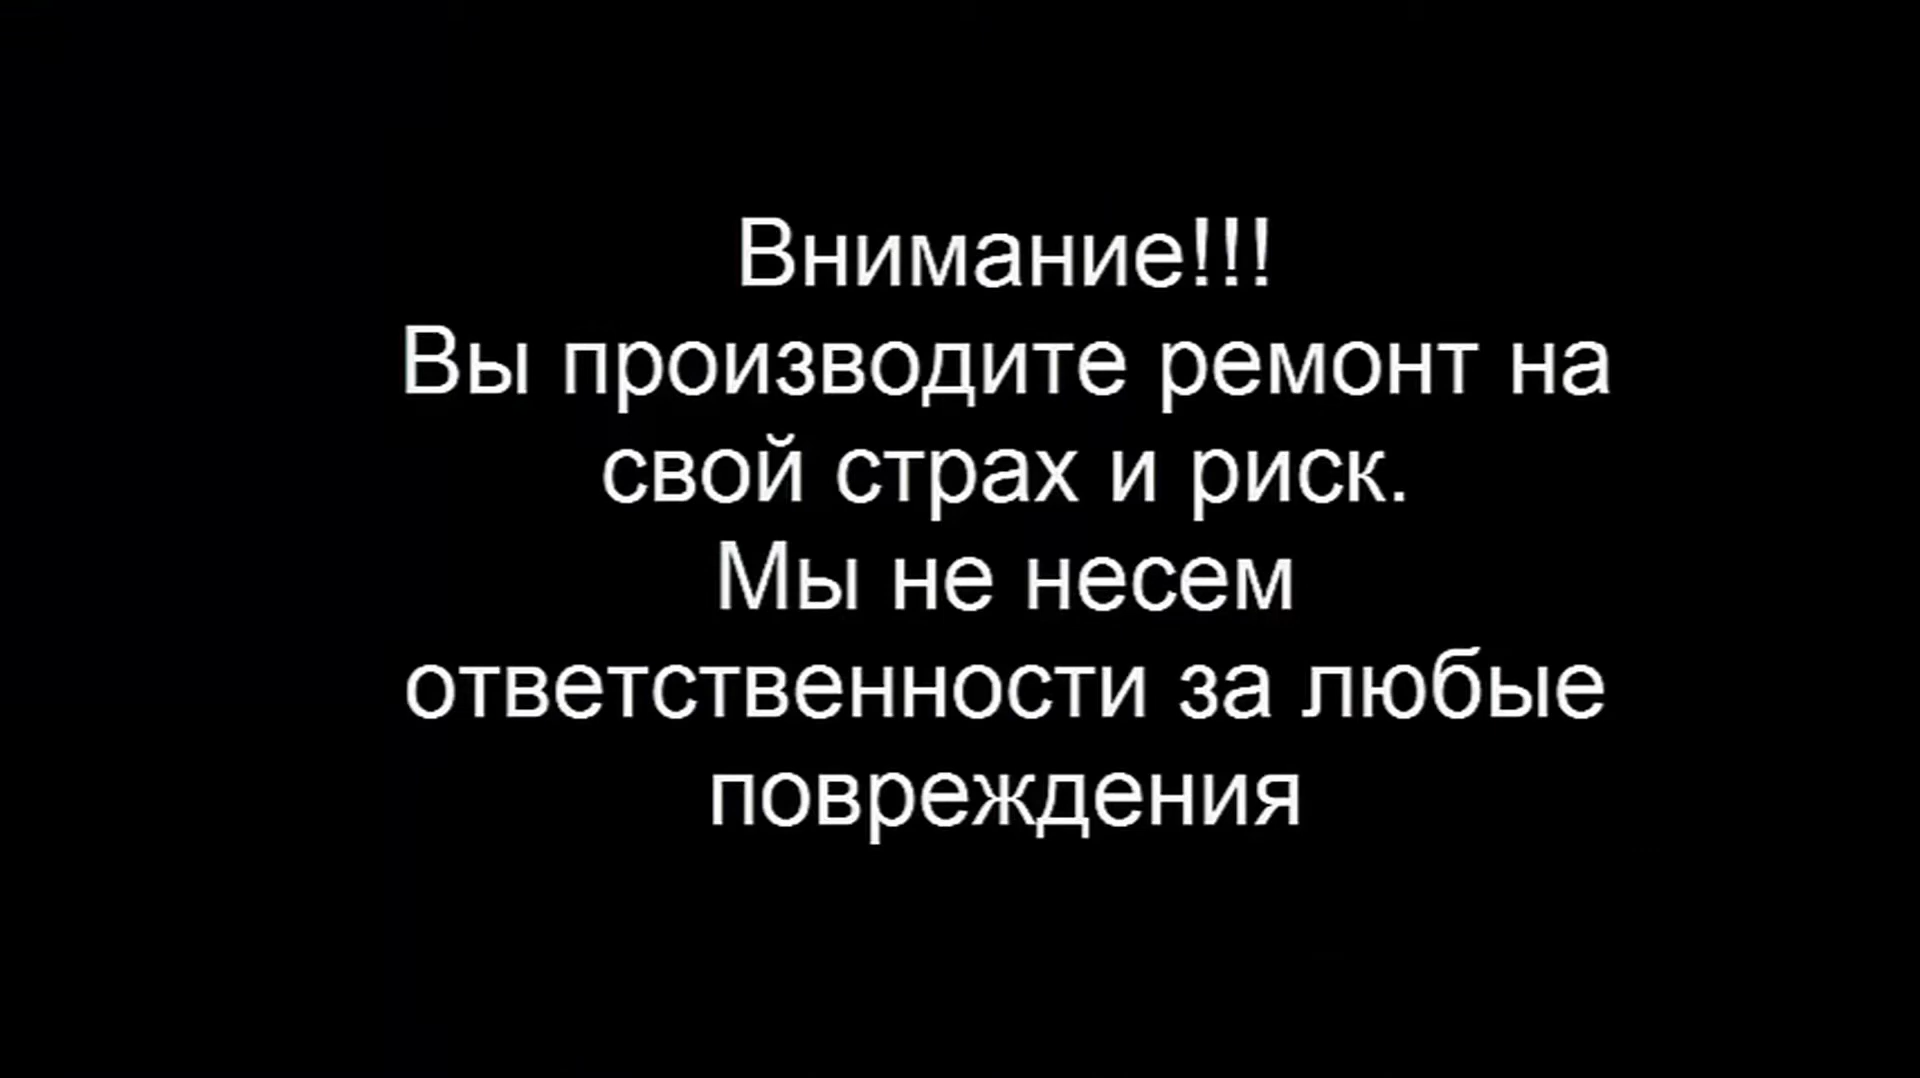 Внимание!!!
Вы производите ремонт на
свой страх и риск.
Мы не несем
ответственности за любые
повреждения